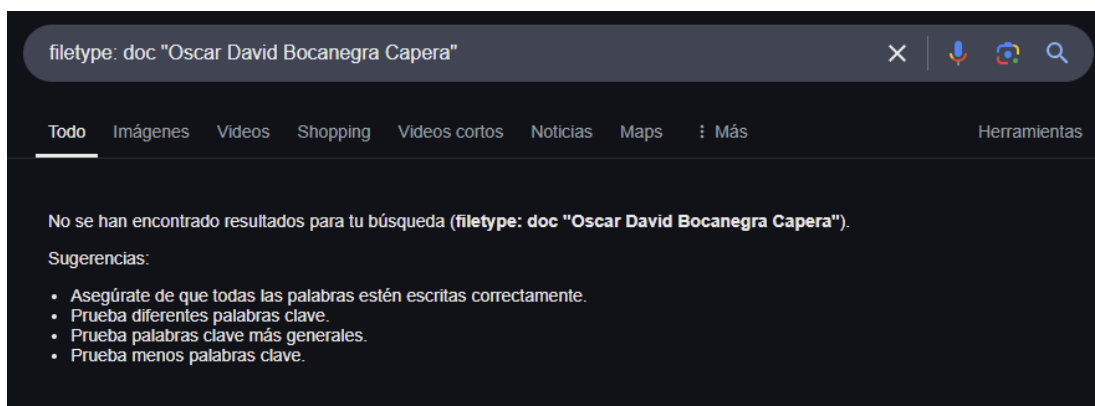 filetype: doc "Oscar David Bocanegra Capera"
Todo Imágenes Videos Shopping Videos cortos Noticias Maps ⋮ Más Herramientas
No se han encontrado resultados para tu búsqueda (filetype: doc "Oscar David Bocanegra Capera").
Sugerencias:
• Asegúrate de que todas las palabras estén escritas correctamente.
• Prueba diferentes palabras clave.
• Prueba palabras clave más generales.
• Prueba menos palabras clave.